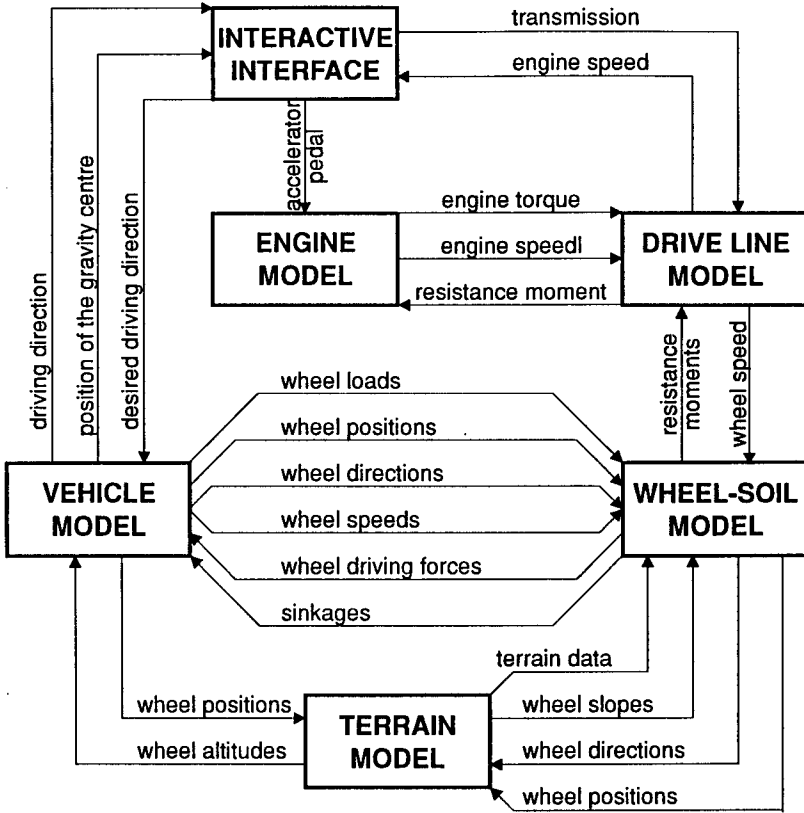 transmission
INTERACTIVE
INTERFACE
engine speed
accelerator
pedal
driving direction
position of the gravity centre
desired driving direction
engine torque
ENGINE
MODEL
engine speedl
resistance moment
DRIVE LINE
MODEL
resistance
moments
wheel speed
wheel loads
wheel positions
wheel directions
wheel speeds
wheel driving forces
sinkages
VEHICLE
MODEL
WHEEL-SOIL
MODEL
terrain data
wheel positions
wheel altitudes
TERRAIN
MODEL
wheel slopes
wheel directions
wheel positions